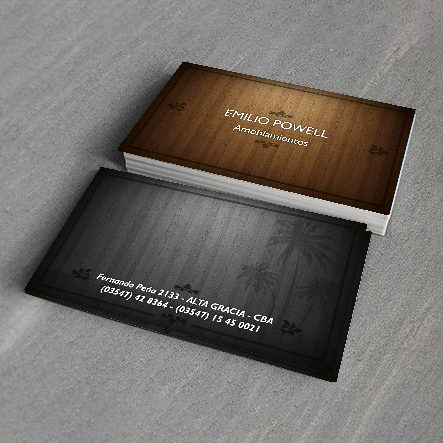 EMILIO POWELL
Amoblamientos
Fernando Peña 2133 - ALTA GRACIA - CBA
(03547) 42 8364 - (03547) 15 45 0021